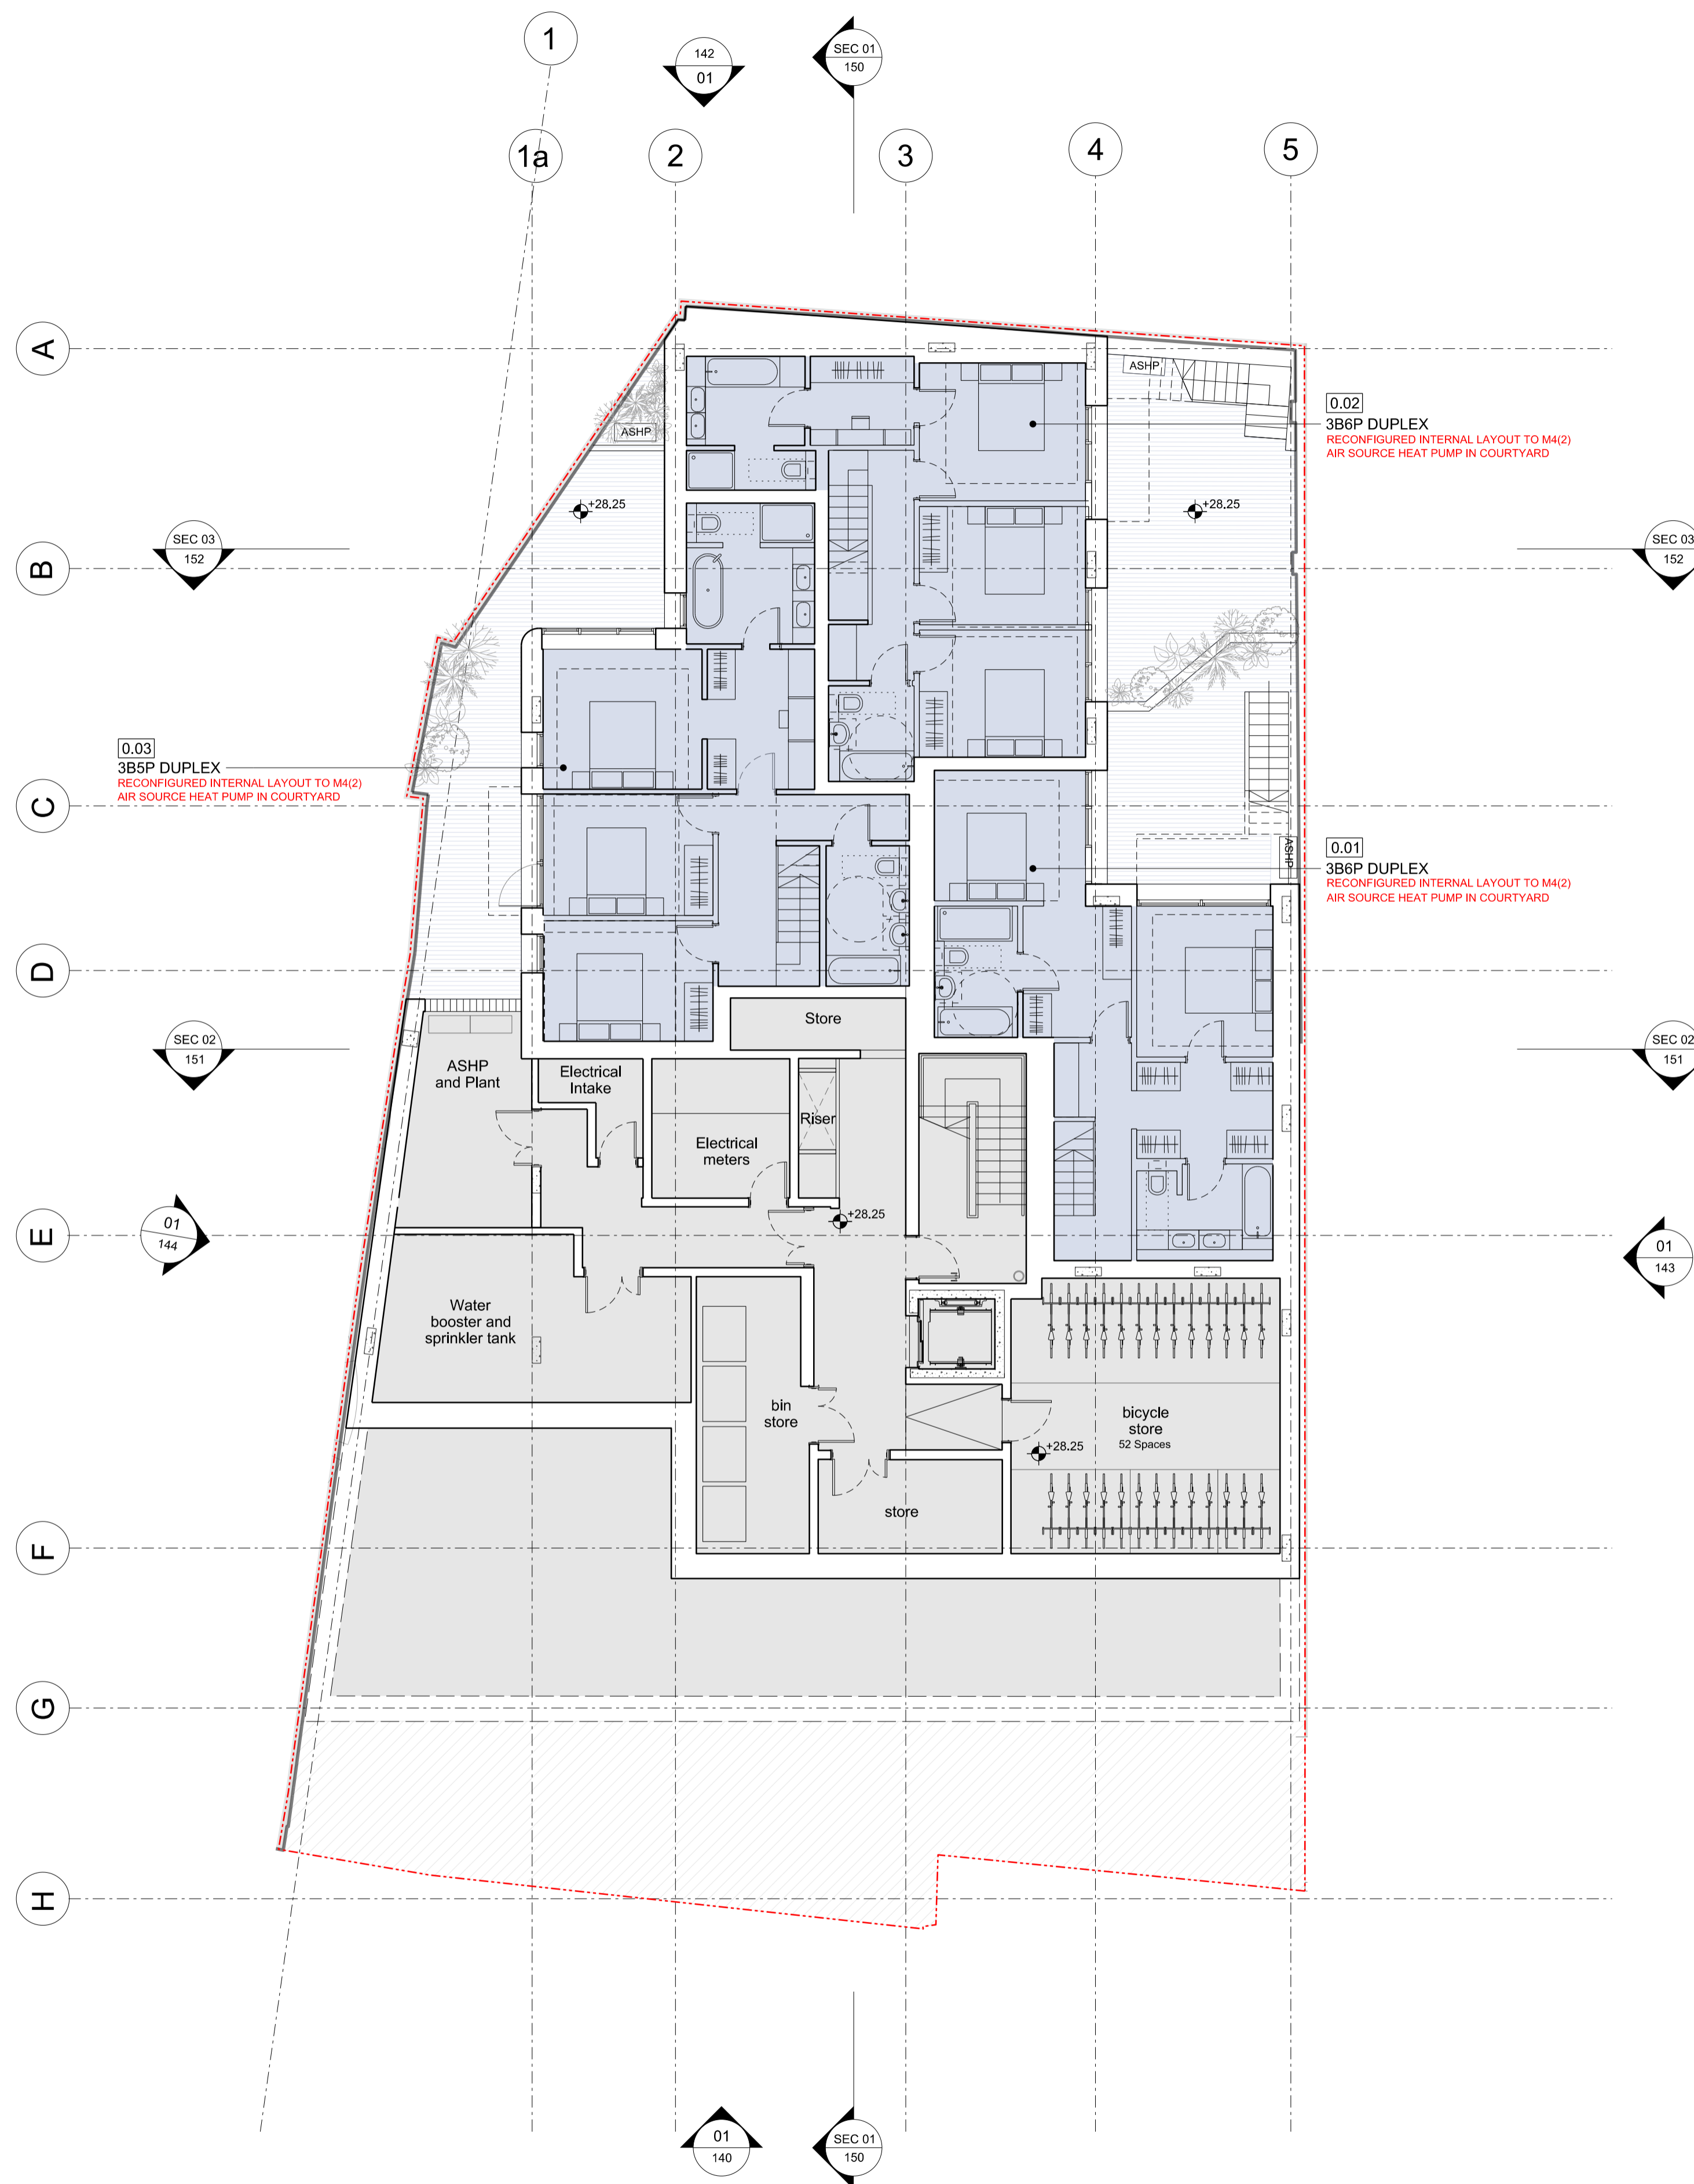 1
142
01
SEC 01
150
1a
2
3
4
5
A
ASHP
0.02
3B6P DUPLEX
RECONFIGURED INTERNAL LAYOUT TO M4(2)
AIR SOURCE HEAT PUMP IN COURTYARD
ASHP
+28.25
+28.25
SEC 03
152
SEC 03
152
B
0.03
3B5P DUPLEX
RECONFIGURED INTERNAL LAYOUT TO M4(2)
AIR SOURCE HEAT PUMP IN COURTYARD
C
ASHP
0.01
3B6P DUPLEX
RECONFIGURED INTERNAL LAYOUT TO M4(2)
AIR SOURCE HEAT PUMP IN COURTYARD
D
Store
SEC 02
151
SEC 02
151
ASHP
and Plant
Electrical
Intake
Riser
Electrical
meters
+28.25
01
144
E
01
143
Water
booster and
sprinkler tank
bin
store
bicycle
store
52 Spaces
+28.25
store
F
G
H
01
140
SEC 01
150